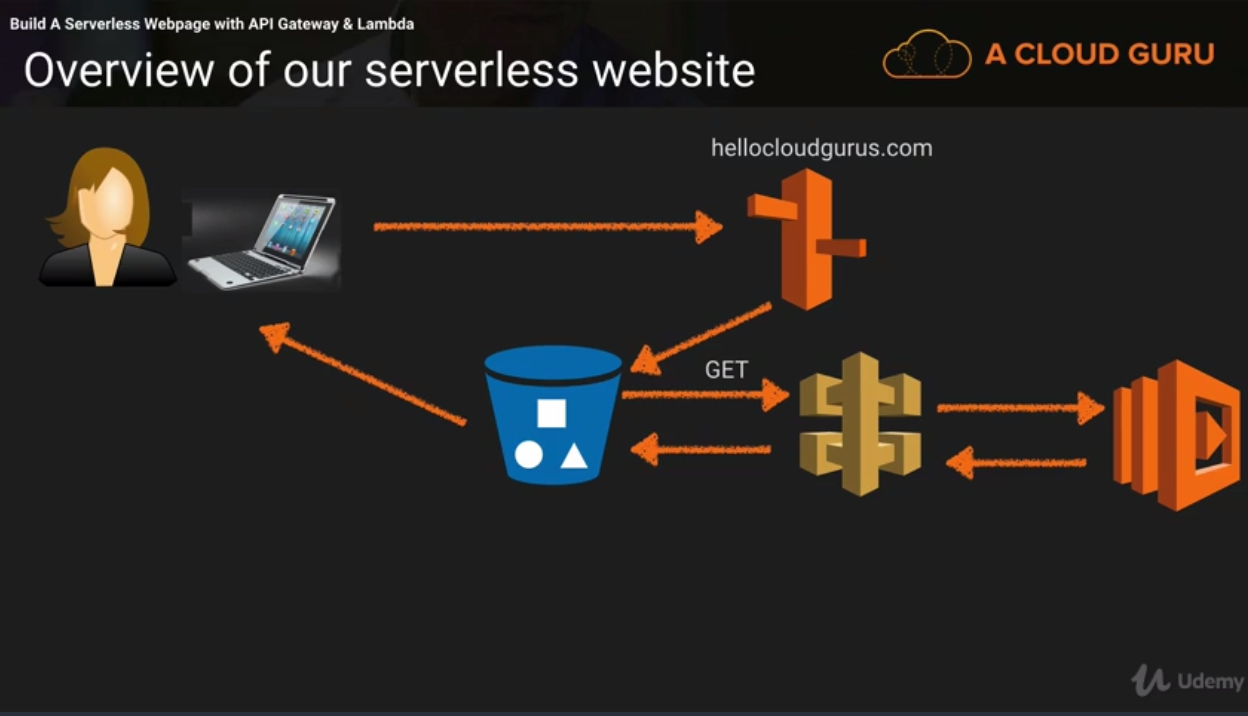 Build A Serverless Webpage with API Gateway & Lambda
Overview of our serverless website
A CLOUD GURU
hellocloudgurus.com
GET
Udemy